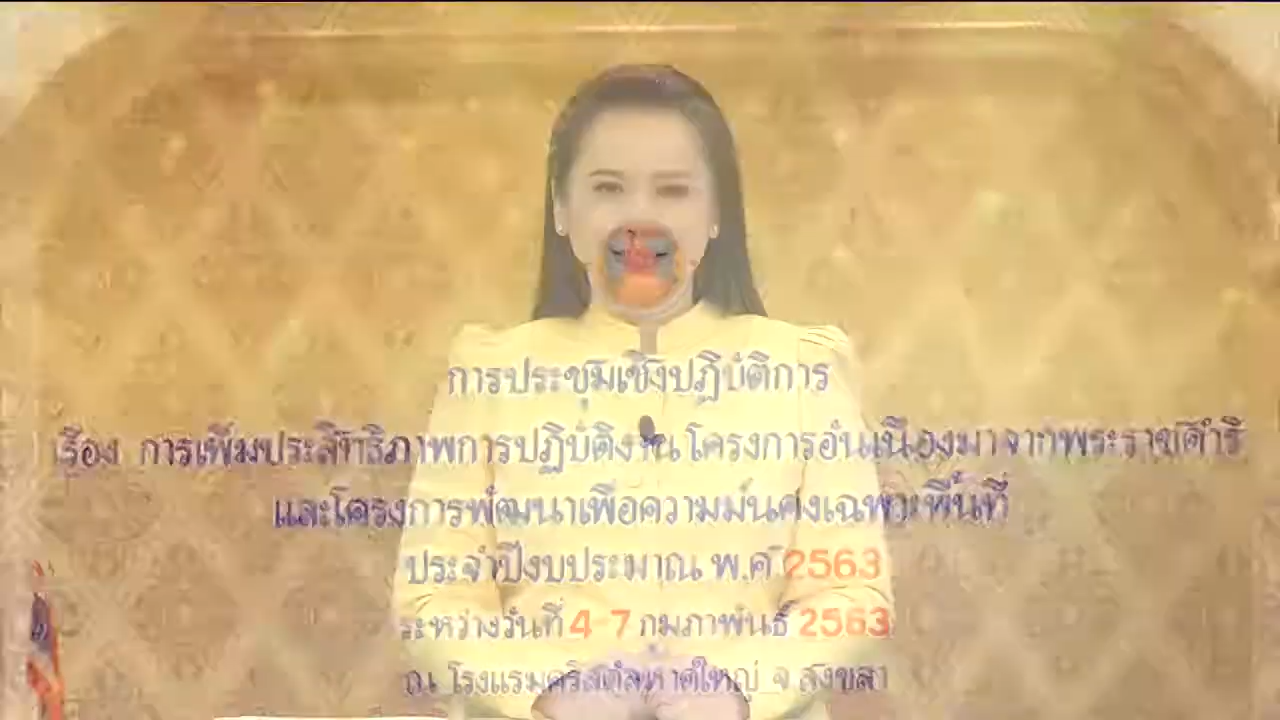 การประชุมเชิงปฏิบัติการ
เรื่อง การเพิ่มประสิทธิภาพการปฏิบัติงานโครงการอันเนื่องมาจากพระราชดำริ
และโครงการพัฒนาเพื่อความมั่นคงเฉพาะพื้นที่
ประจำปีงบประมาณ พ.ศ 2563
ระหว่างวันที่ 4-7 กุมภาพันธ์ 2563
ณ โรงแรมคริสตัลหาดใหญ่ จ สงขลา